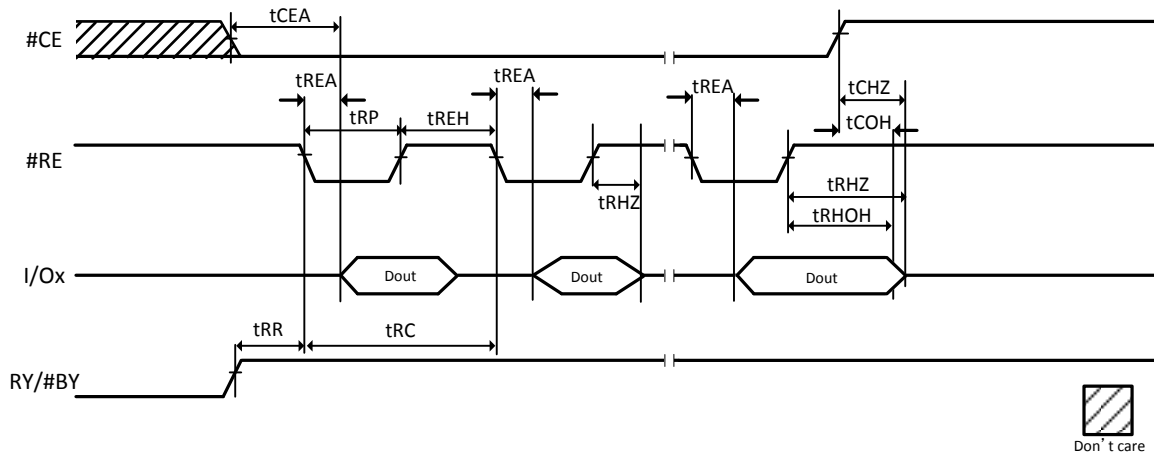 tCEA
#CE
tREA
tREA
tREA
tCHZ
tRP
tREH
tCOH
#RE
tRHZ
tRHZ
tRHOH
I/Ox
Dout
Dout
Dout
tRR
tRC
RY/#BY
Don’t care